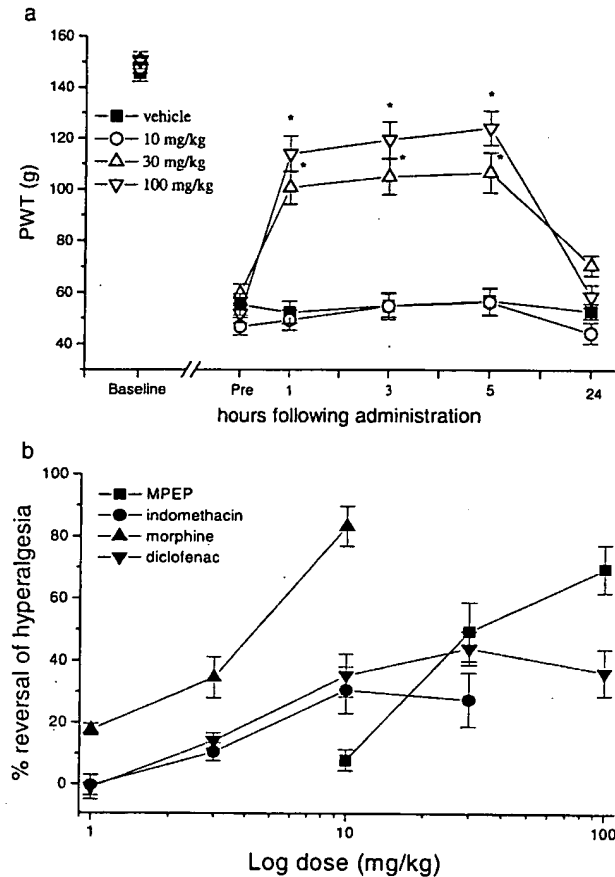 a
160
140
120
100
80
60
40
PWT (g)
vehicle
10 mg/kg
30 mg/kg
100 mg/kg
* * *
* * *
Baseline Pre 1 3 5 24
hours following administration
b
100
80
60
40
20
0
% reversal of hyperalgesia
MPEP
indomethacin
morphine
diclofenac
1 10 100
Log dose (mg/kg)